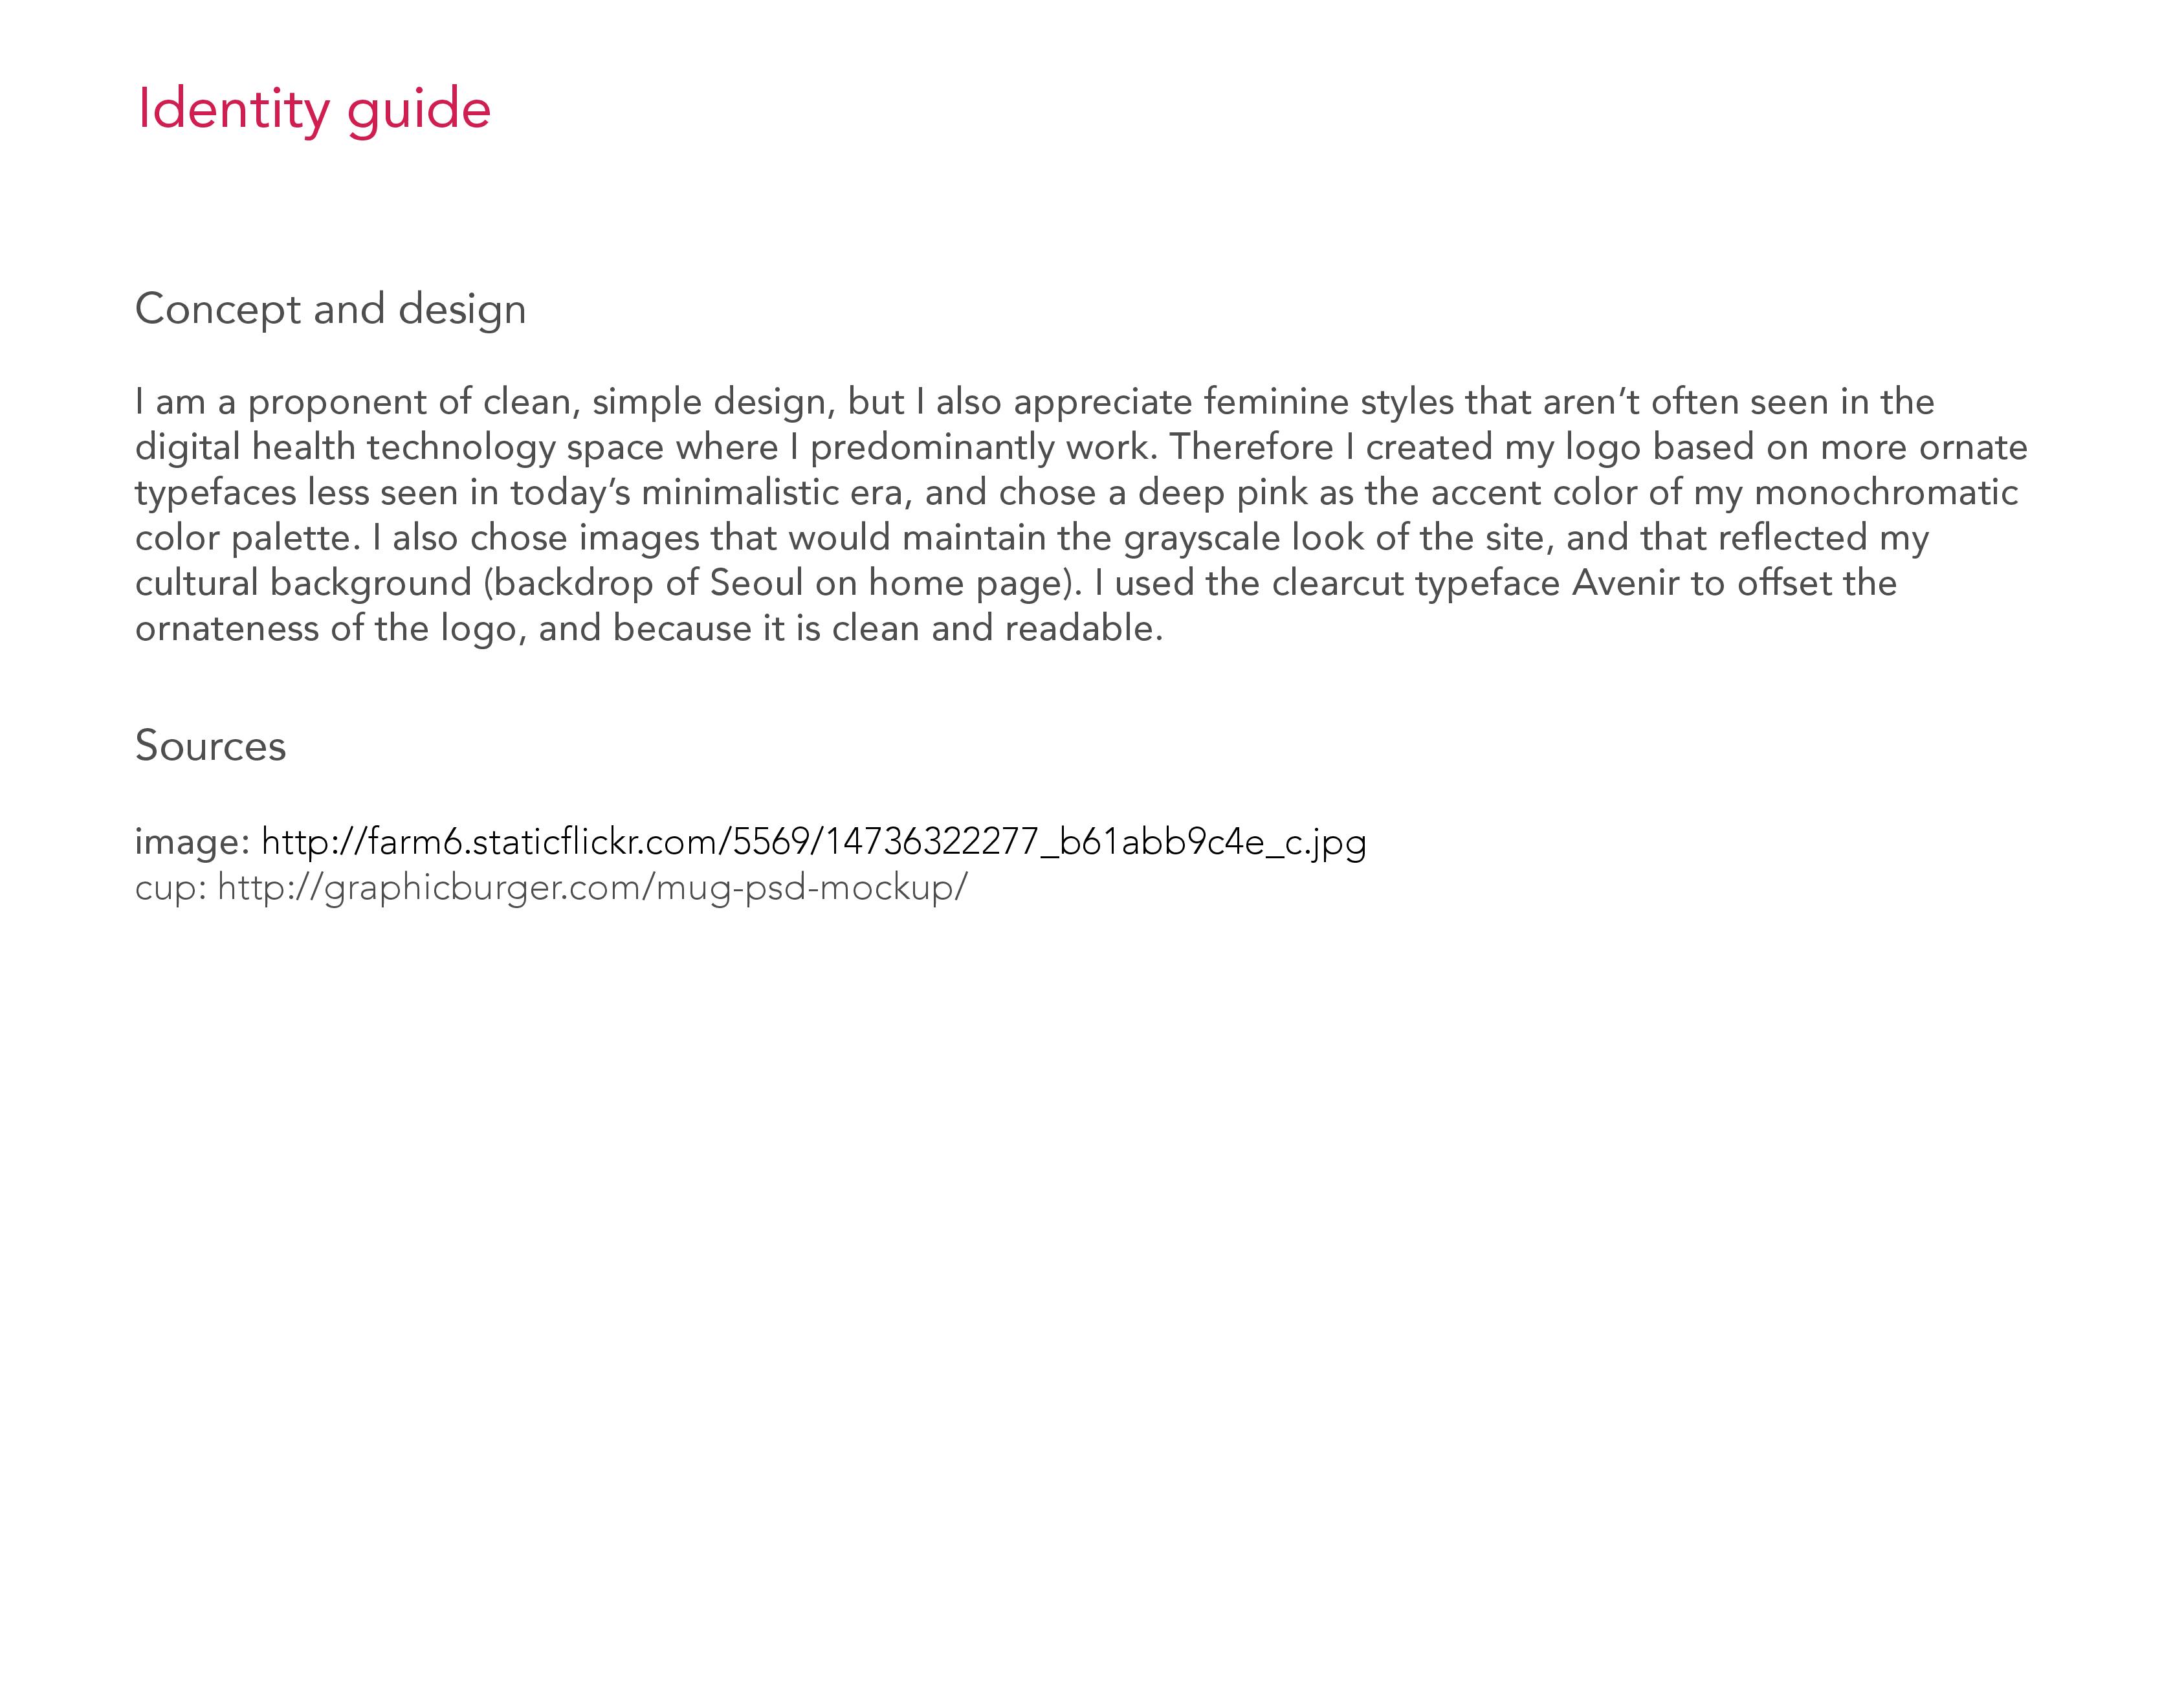 Identity guide
Concept and design
I am a proponent of clean, simple design, but I also appreciate feminine styles that aren’t often seen in the
digital health technology space where I predominantly work. Therefore I created my logo based on more ornate
typefaces less seen in today’s minimalistic era, and chose a deep pink as the accent color of my monochromatic
color palette. I also chose images that would maintain the grayscale look of the site, and that reflected my
cultural background (backdrop of Seoul on home page). I used the clearcut typeface Avenir to offset the
ornateness of the logo, and because it is clean and readable.
Sources
image: http://farm6.staticflickr.com/5569/14736322277_b61abb9c4e_c.jpg
cup: http://graphicburger.com/mug-psd-mockup/